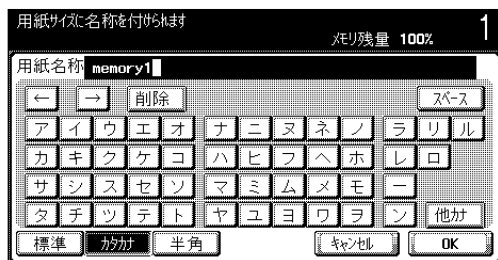 用紙サイズに名称を付けられます
メモリ残量 100% 1
用紙名称 memory1
← → 削除 スペース
ア イ ウ エ オ ナ ニ ヌ ネ ノ ラ リ ル
カ キ ク ケ コ ハ ヒ フ ヘ ホ レ ロ
サ シ ス セ ソ マ ミ ム メ モ ー
タ チ ツ テ ト ヤ ユ ヨ ワ ヲ ン 他カナ
標準 カタカナ 半角 キャンセル OK